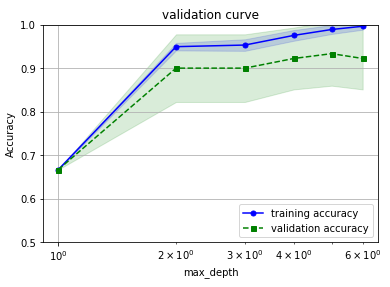 validation curve
Accuracy
1.0
0.9
0.8
0.7
0.6
0.5
training accuracy
validation accuracy
10⁰
2 × 10⁰
3 × 10⁰
4 × 10⁰
6 × 10⁰
max_depth